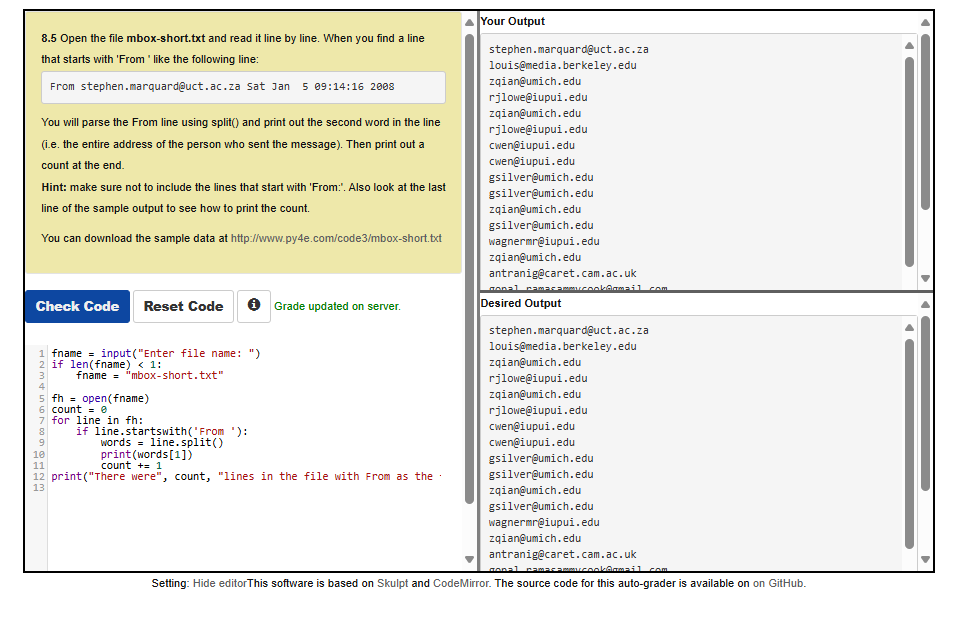 8.5 Open the file mbox-short.txt and read it line by line. When you find a line
that starts with 'From ' like the following line:
From stephen.marquard@uct.ac.za Sat Jan  5 09:14:16 2008
You will parse the From line using split() and print out the second word in the line
(i.e. the entire address of the person who sent the message). Then print out a
count at the end.
Hint: make sure not to include the lines that start with 'From:'. Also look at the last
line of the sample output to see how to print the count.
You can download the sample data at http://www.py4e.com/code3/mbox-short.txt
Check Code Reset Code Grade updated on server.
1 fname = input("Enter file name: ")
2 if len(fname) < 1:
3     fname = "mbox-short.txt"
4
5 fh = open(fname)
6 count = 0
7 for line in fh:
8     if line.startswith('From '):
9         words = line.split()
10         print(words[1])
11         count += 1
12 print("There were", count, "lines in the file with From as the
13
Your Output
stephen.marquard@uct.ac.za
louis@media.berkeley.edu
zqian@umich.edu
rjlowe@iupui.edu
zqian@umich.edu
rjlowe@iupui.edu
cwen@iupui.edu
cwen@iupui.edu
gsilver@umich.edu
gsilver@umich.edu
zqian@umich.edu
gsilver@umich.edu
wagnermr@iupui.edu
zqian@umich.edu
antranig@caret.cam.ac.uk
gopal.ramasammycook@gmail.com
Desired Output
stephen.marquard@uct.ac.za
louis@media.berkeley.edu
zqian@umich.edu
rjlowe@iupui.edu
zqian@umich.edu
rjlowe@iupui.edu
cwen@iupui.edu
cwen@iupui.edu
gsilver@umich.edu
gsilver@umich.edu
zqian@umich.edu
gsilver@umich.edu
wagnermr@iupui.edu
zqian@umich.edu
antranig@caret.cam.ac.uk
gopal.ramasammycook@gmail.com
Setting: Hide editorThis software is based on Skulpt and CodeMirror. The source code for this auto-grader is available on on GitHub.